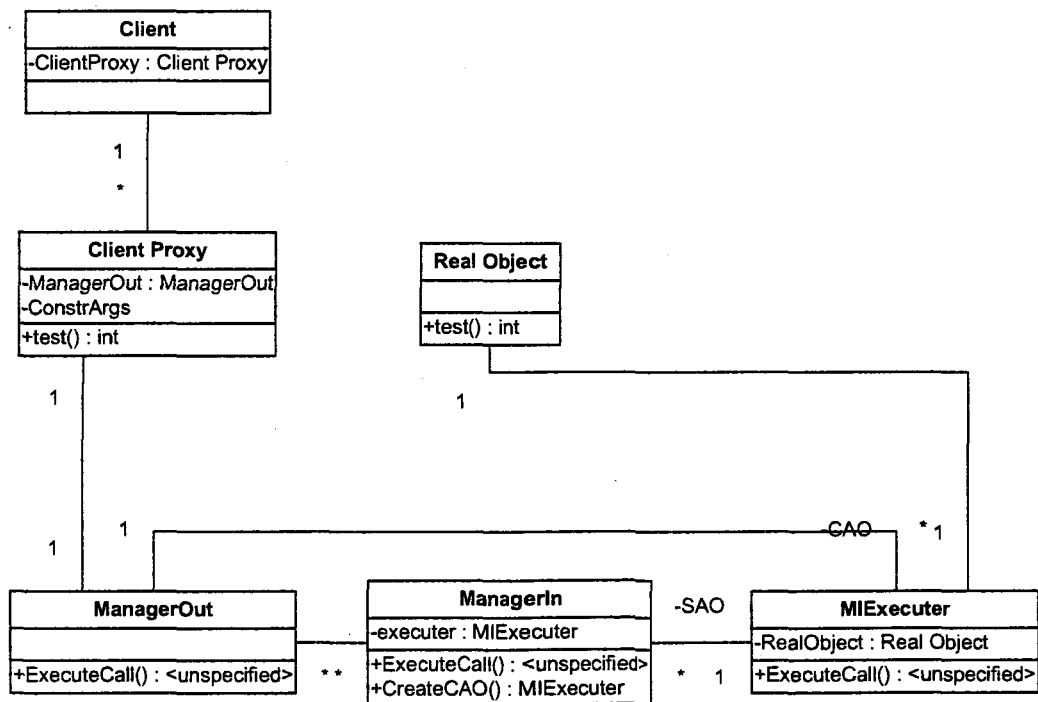 Client
-ClientProxy : Client Proxy
1
*
Client Proxy
-ManagerOut : ManagerOut
-ConstrArgs
+test() : int
Real Object
+test() : int
1
1
1
1
-CAO
* 1
ManagerOut
+ExecuteCall() : <unspecified>
* *
ManagerIn
-executer : MIExecuter
+ExecuteCall() : <unspecified>
+CreateCAO() : MIExecuter
-SAO
* 1
MIExecuter
-RealObject : Real Object
+ExecuteCall() : <unspecified>